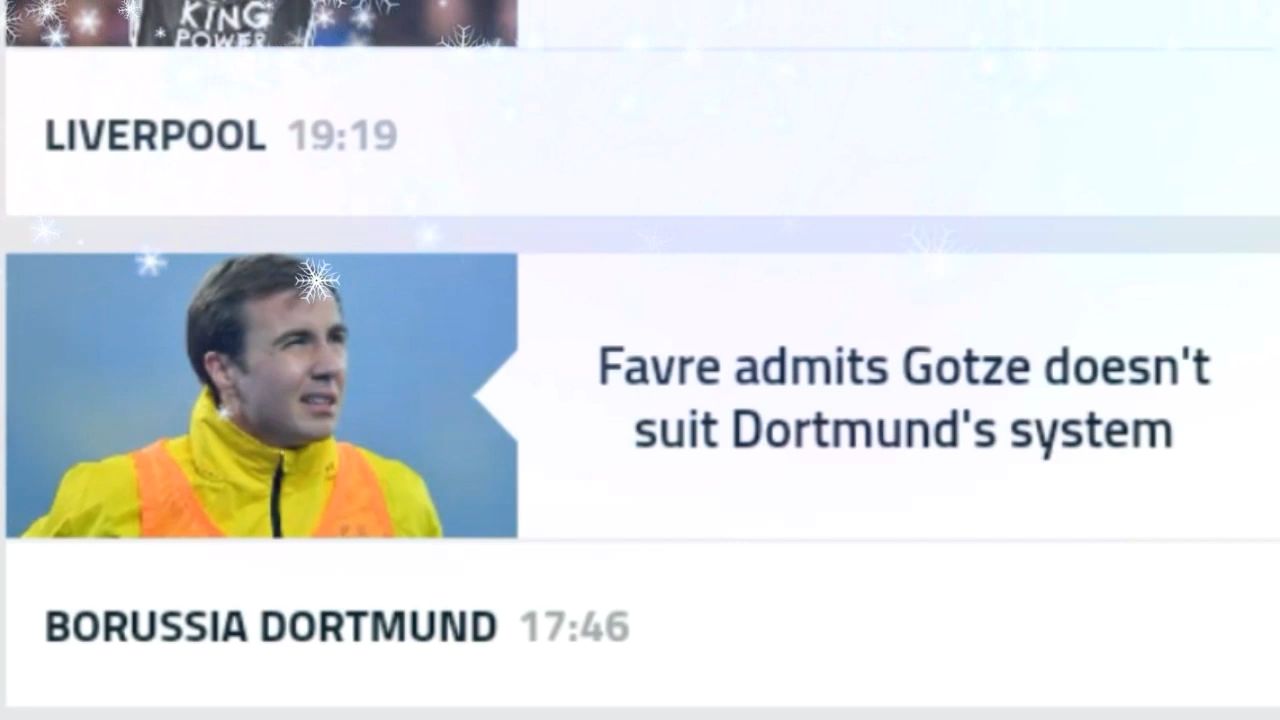 KING
POWER
LIVERPOOL 19:19
Favre admits Gotze doesn't
suit Dortmund's system
BORUSSIA DORTMUND 17:46